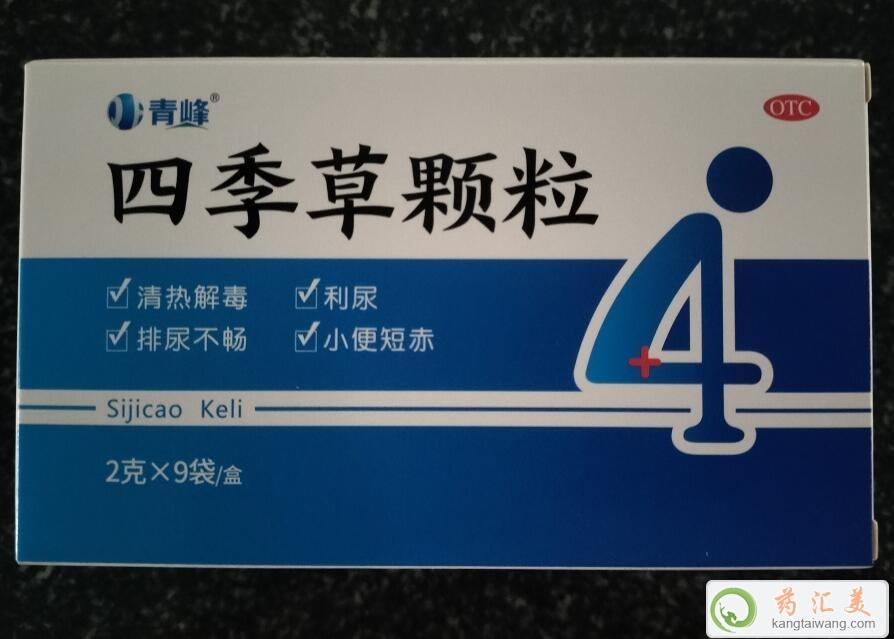 青峰®
OTC
四季草颗粒
☑清热解毒 ☑利尿
☑排尿不畅 ☑小便短赤
Sijicao Keli
2克×9袋/盒
药汇美
kangtaiwang.com